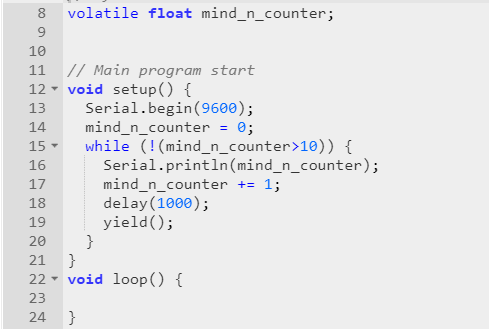 8 volatile float mind_n_counter;
9
10
11 // Main program start
12 void setup() {
13 Serial.begin(9600);
14 mind_n_counter = 0;
15 while (!(mind_n_counter>10)) {
16 Serial.println(mind_n_counter);
17 mind_n_counter += 1;
18 delay(1000);
19 yield();
20 }
21 }
22 void loop() {
23
24 }